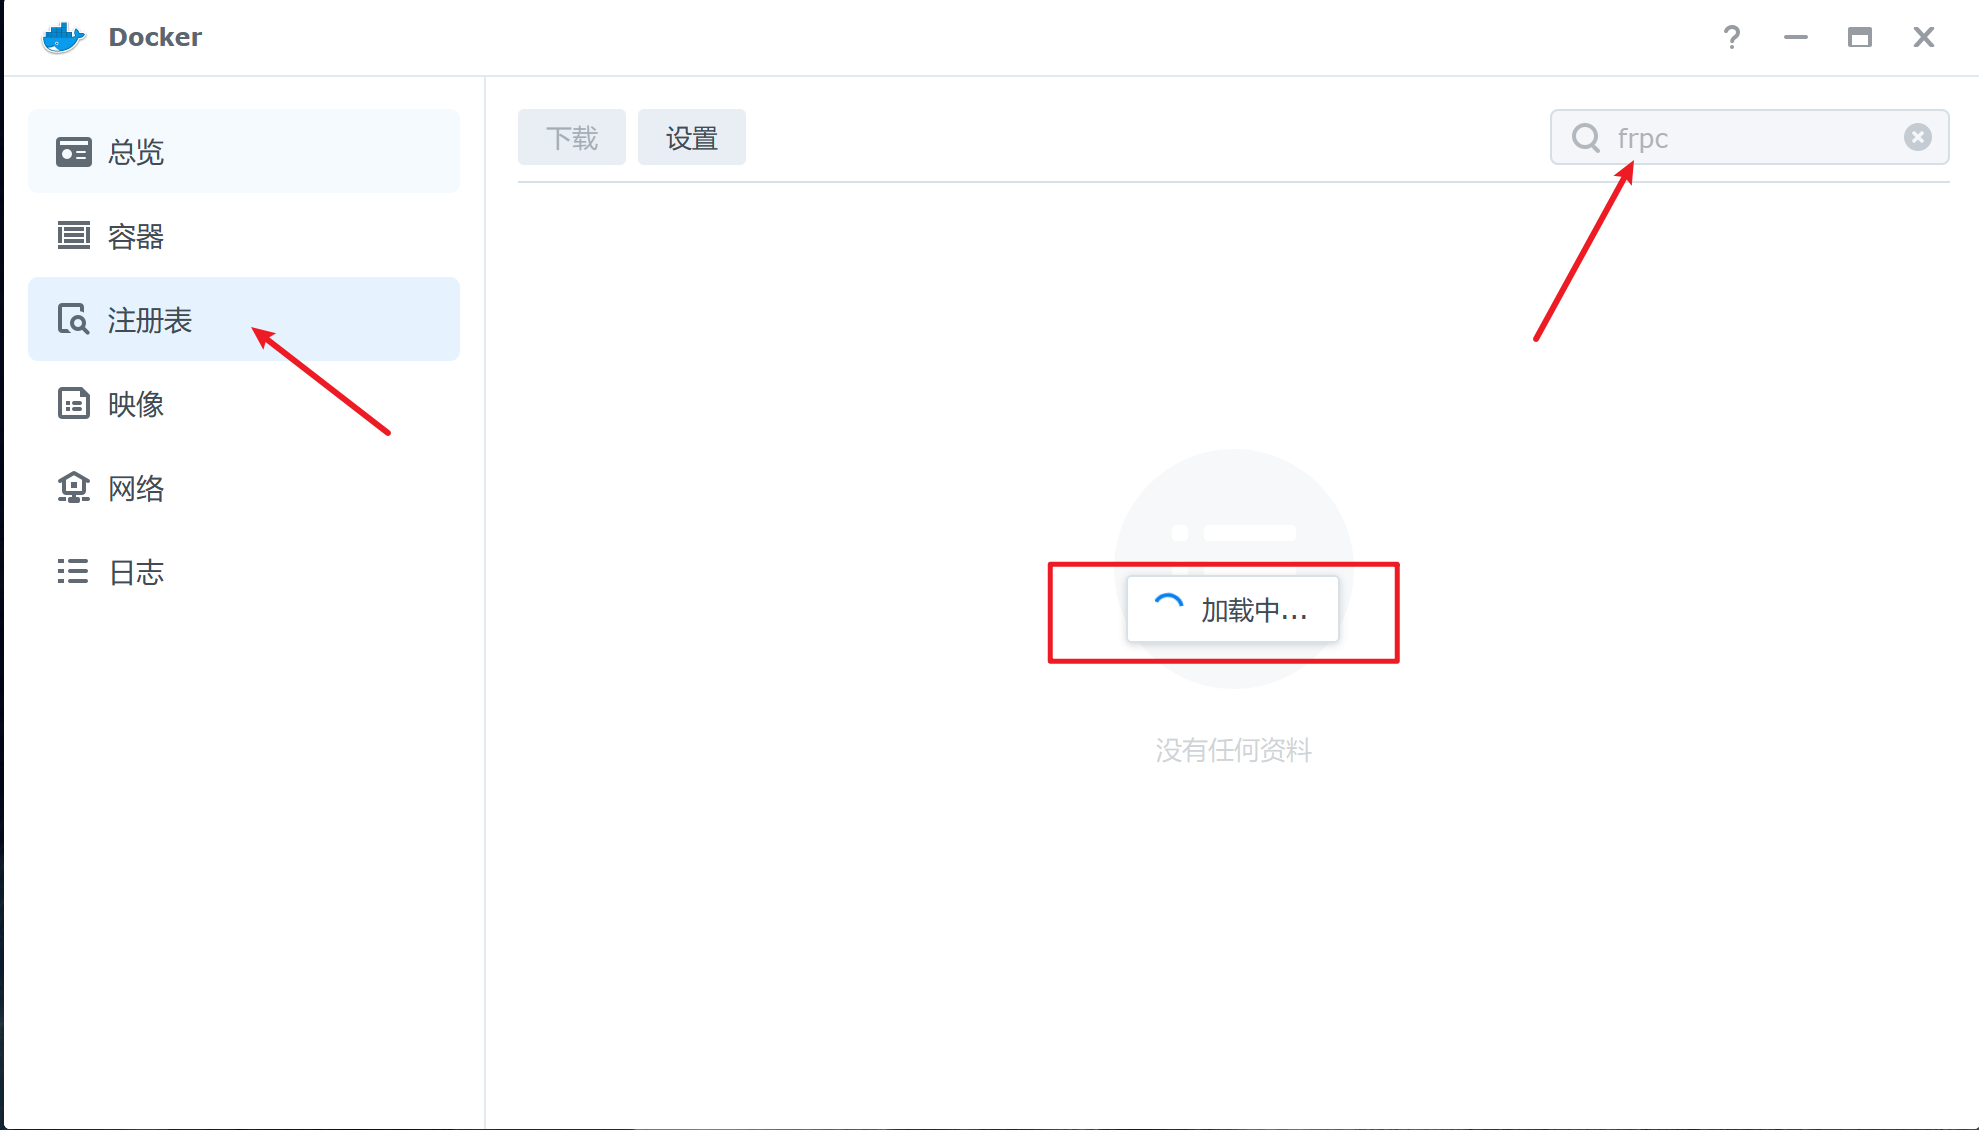 Docker
总览
容器
注册表
映像
网络
日志
下载
设置
frpc
加载中...
没有任何资料